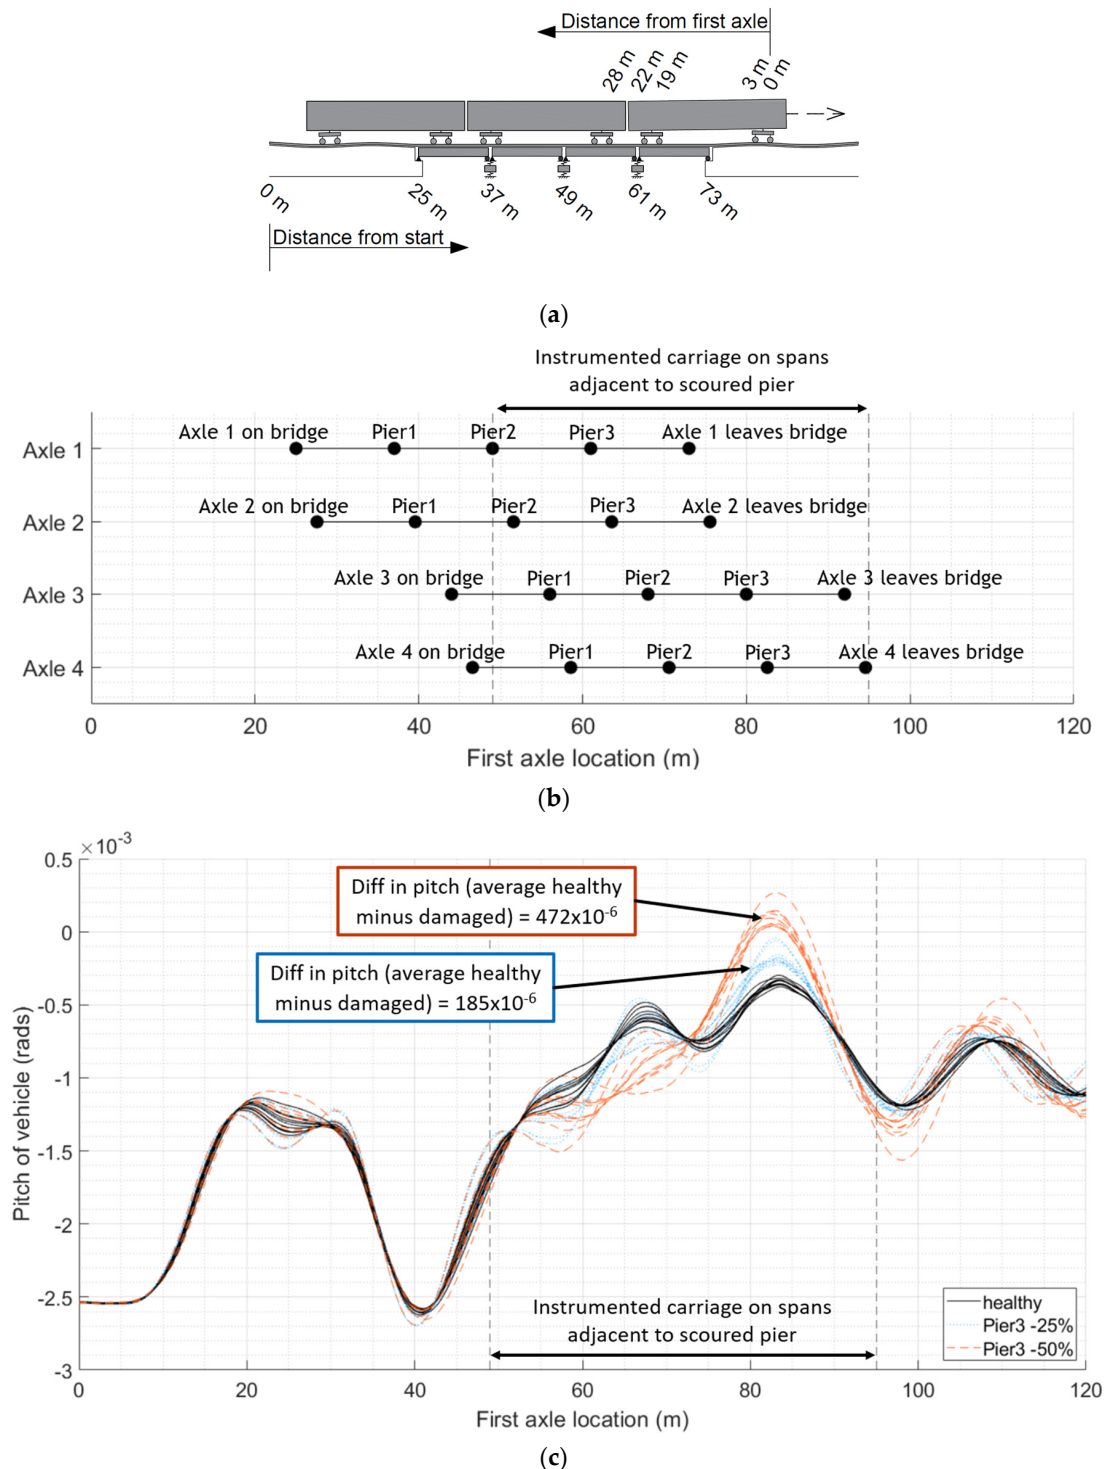 Distance from first axle
28 m 22 m 19 m 3 m 0 m
0 m 25 m 37 m 49 m 61 m 73 m
Distance from start
(a)
Instrumented carriage on spans
adjacent to scoured pier
Axle 1 Axle 1 on bridge Pier1 Pier2 Pier3 Axle 1 leaves bridge
Axle 2 Axle 2 on bridge Pier1 Pier2 Pier3 Axle 2 leaves bridge
Axle 3 Axle 3 on bridge Pier1 Pier2 Pier3 Axle 3 leaves bridge
Axle 4 Axle 4 on bridge Pier1 Pier2 Pier3 Axle 4 leaves bridge
0 20 40 60 80 100 120
First axle location (m)
(b)
×10⁻³
0.5
0
-0.5
-1
-1.5
-2
-2.5
-3
Pitch of vehicle (rads)
Diff in pitch (average healthy
minus damaged) = 472x10⁻⁶
Diff in pitch (average healthy
minus damaged) = 185x10⁻⁶
Instrumented carriage on spans
adjacent to scoured pier
healthy
Pier3 -25%
Pier3 -50%
0 20 40 60 80 100 120
First axle location (m)
(c)